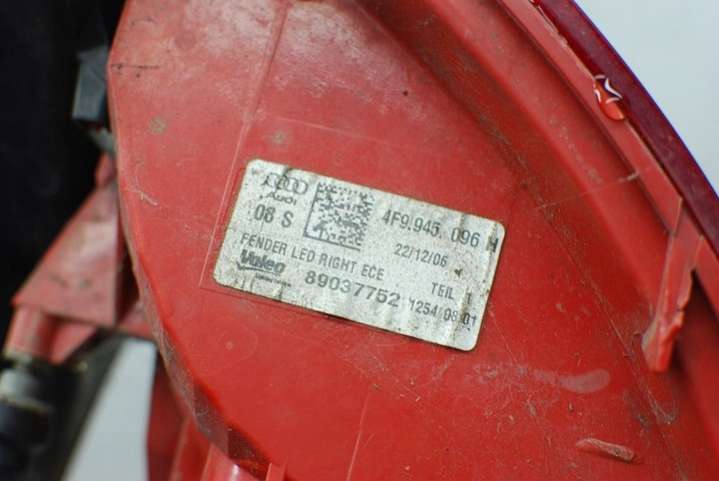 Audi
08 S
4F9.945 096 H
22/12/06
FENDER LED RIGHT ECE
TEIL 1
Valeo
89037752
1254 08 01